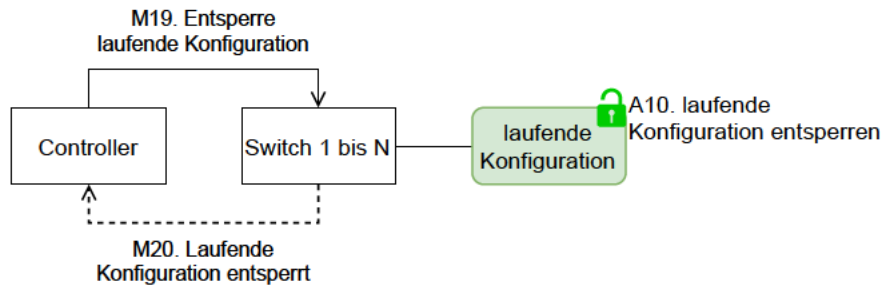 M19. Entsperre
laufende Konfiguration
Controller
Switch 1 bis N
laufende
Konfiguration
A10. laufende
Konfiguration entsperren
M20. Laufende
Konfiguration entsperrt